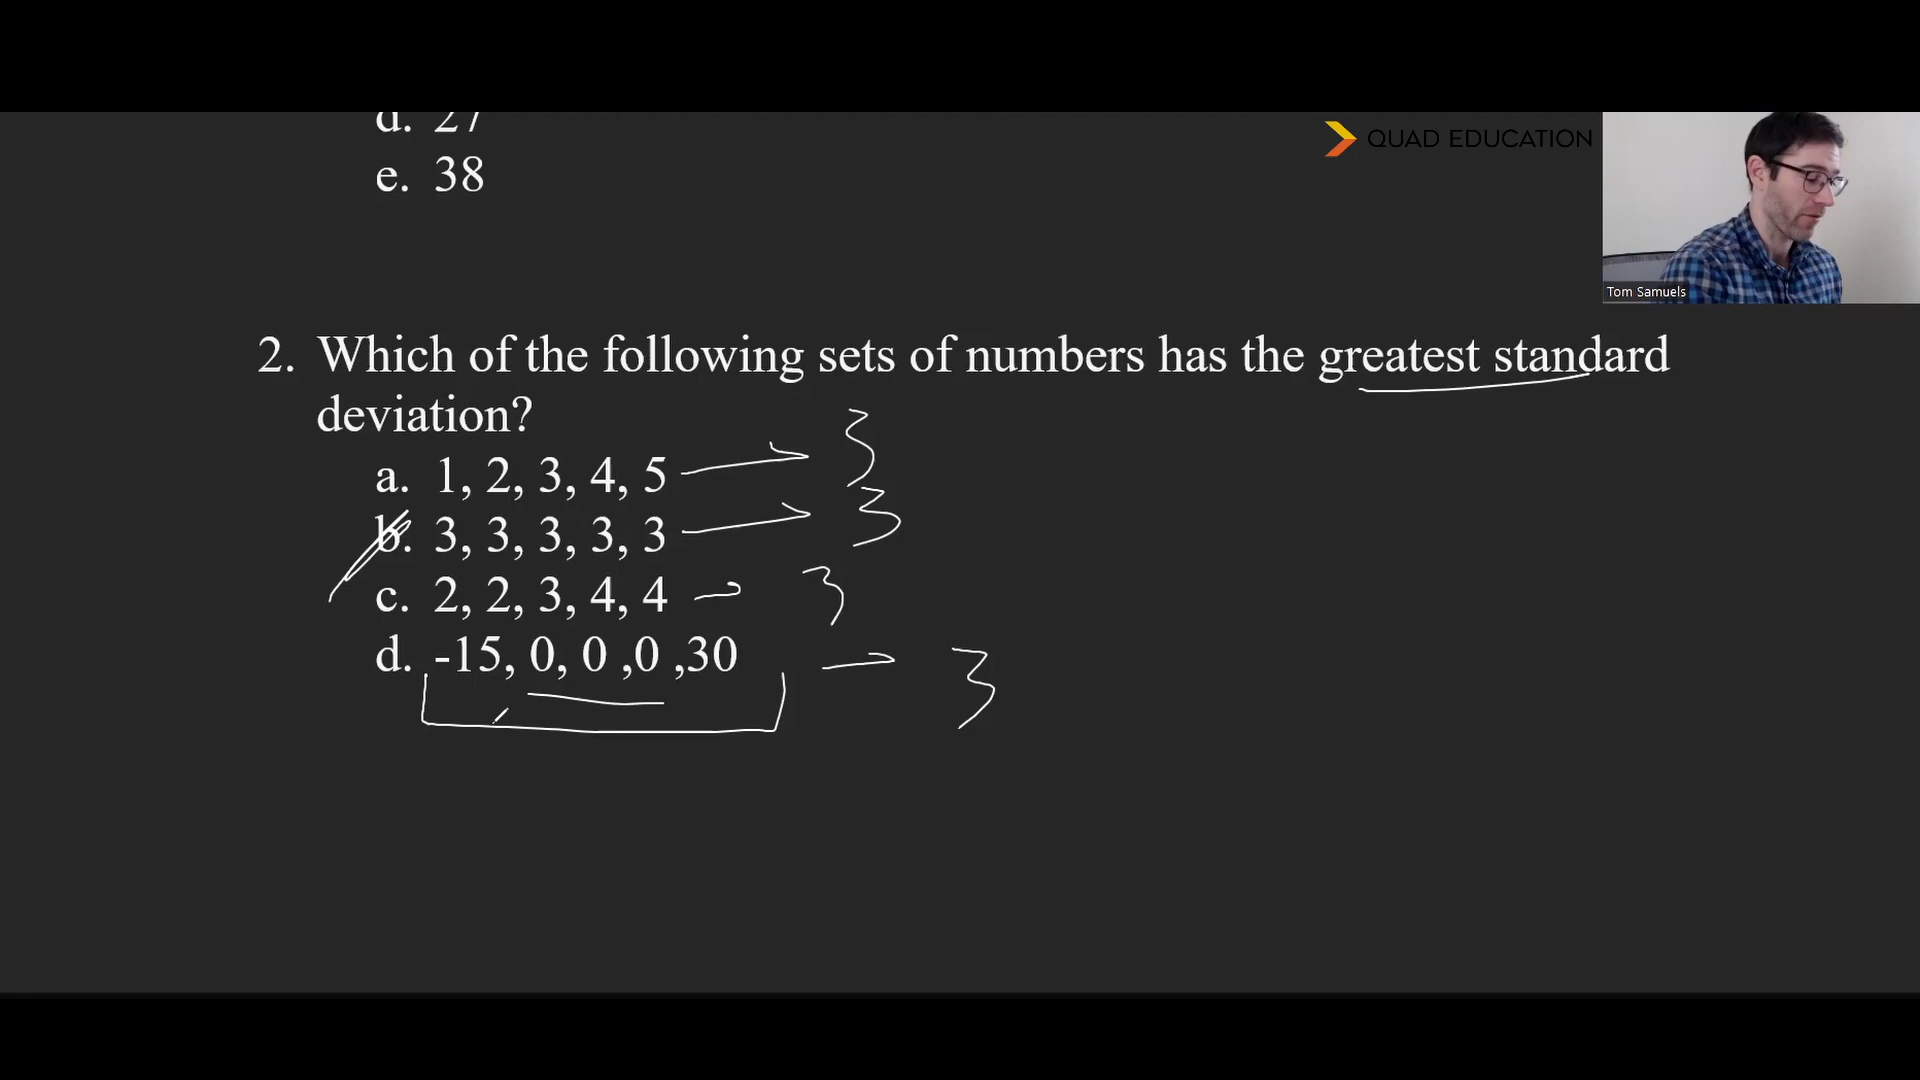 d. 27
QUAD EDUCATION
e. 38
Tom Samuels
2. Which of the following sets of numbers has the greatest standard
deviation?
a. 1, 2, 3, 4, 5 → 3
b. 3, 3, 3, 3, 3 → 3
c. 2, 2, 3, 4, 4 → 3
d. -15, 0, 0 ,0 ,30 → 3